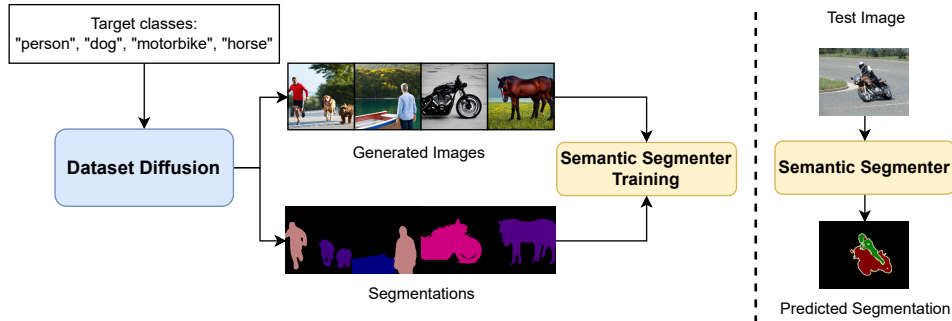 Target classes:
"person", "dog", "motorbike", "horse"
Dataset Diffusion
Generated Images
Segmentations
Semantic Segmenter
Training
Test Image
Semantic Segmenter
Predicted Segmentation